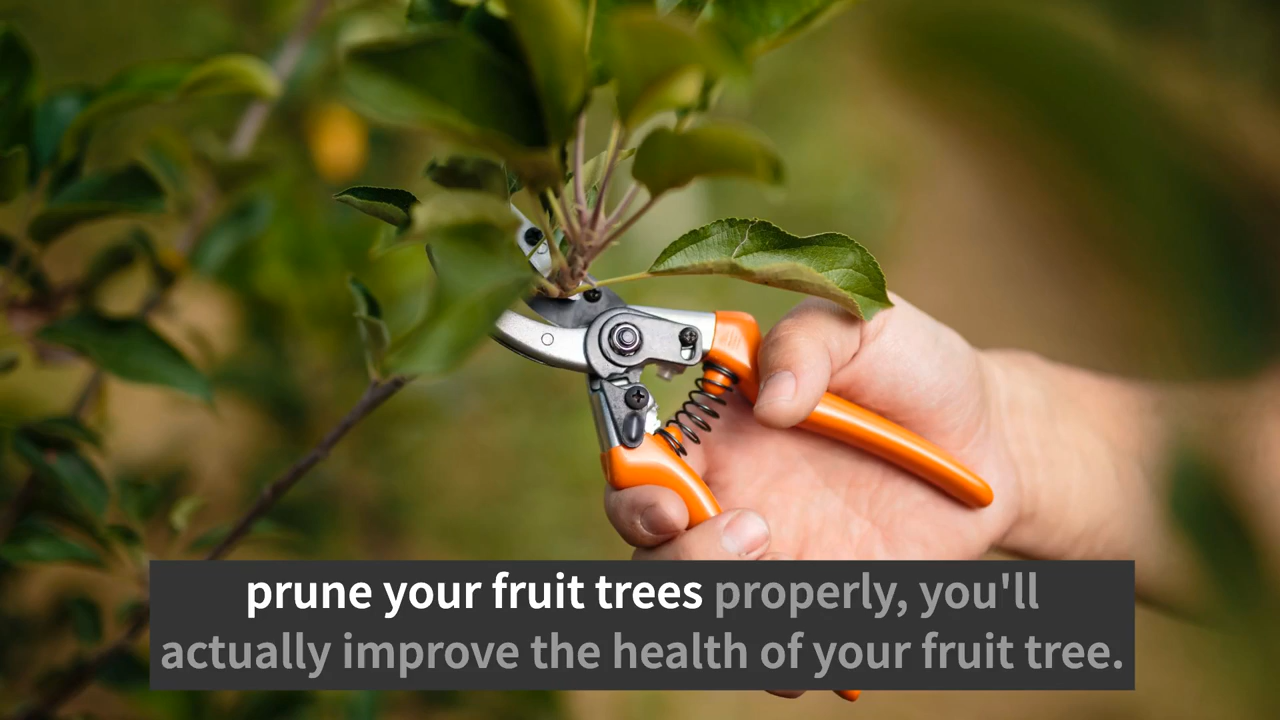 prune your fruit trees properly, you'll
actually improve the health of your fruit tree.